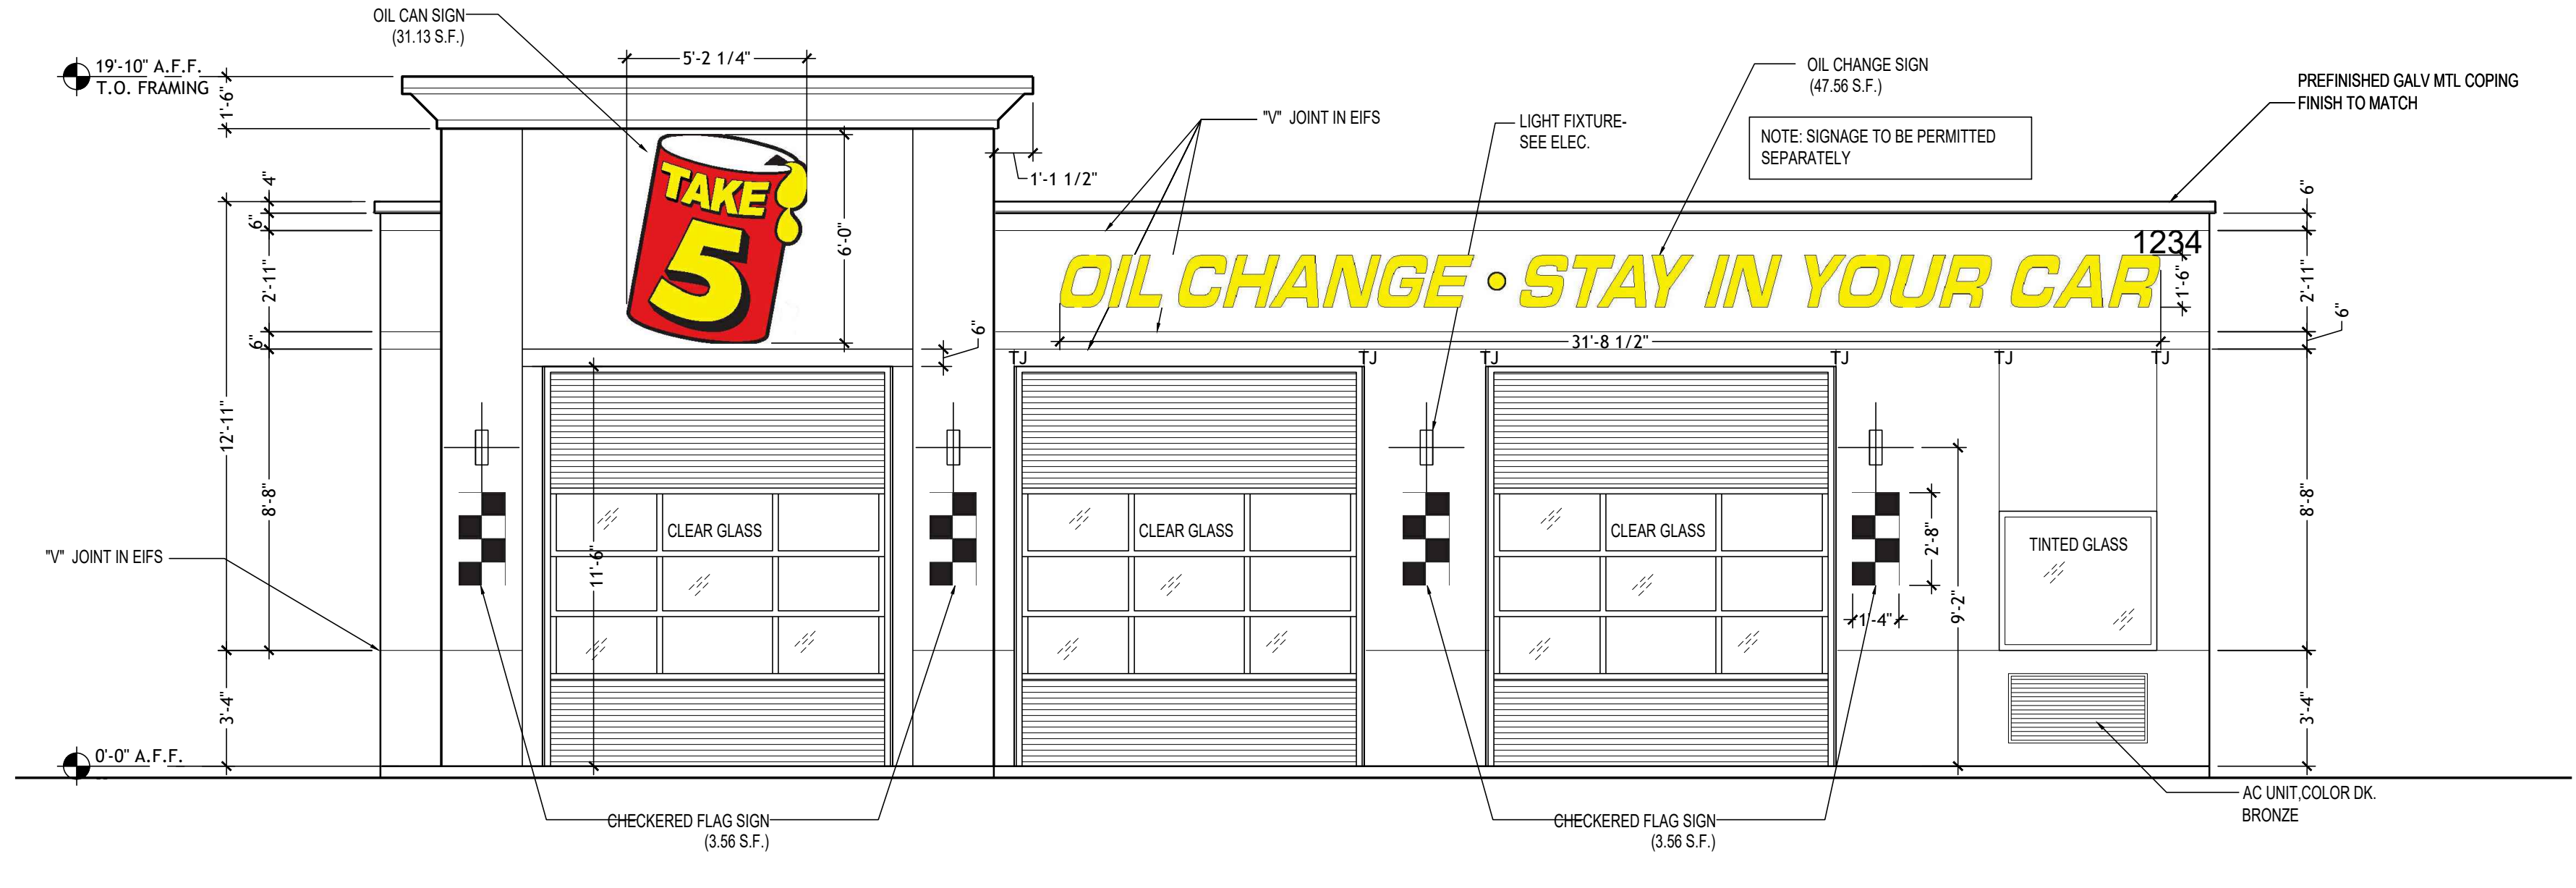 OIL CAN SIGN
(31.13 S.F.)
5'-2 1/4"
19'-10" A.F.F.
T.O. FRAMING
1'-6"
OIL CHANGE SIGN
(47.56 S.F.)
PREFINISHED GALV MTL COPING
FINISH TO MATCH
"V" JOINT IN EIFS
LIGHT FIXTURE-
SEE ELEC.
NOTE: SIGNAGE TO BE PERMITTED
SEPARATELY
1'-1 1/2"
4"
6"
2'-11"
6"
TAKE
5
6'-0"
6"
OIL CHANGE • STAY IN YOUR CAR
1234
1'-6"
6"
2'-11"
6"
31'-8 1/2"
TJ
TJ
TJ
TJ
TJ
TJ
12'-11"
8'-8"
11'-6"
CLEAR GLASS
CLEAR GLASS
CLEAR GLASS
TINTED GLASS
2'-8"
1'-4"
9'-2"
8'-8"
"V" JOINT IN EIFS
3'-4"
3'-4"
0'-0" A.F.F.
CHECKERED FLAG SIGN
(3.56 S.F.)
CHECKERED FLAG SIGN
(3.56 S.F.)
AC UNIT,COLOR DK.
BRONZE